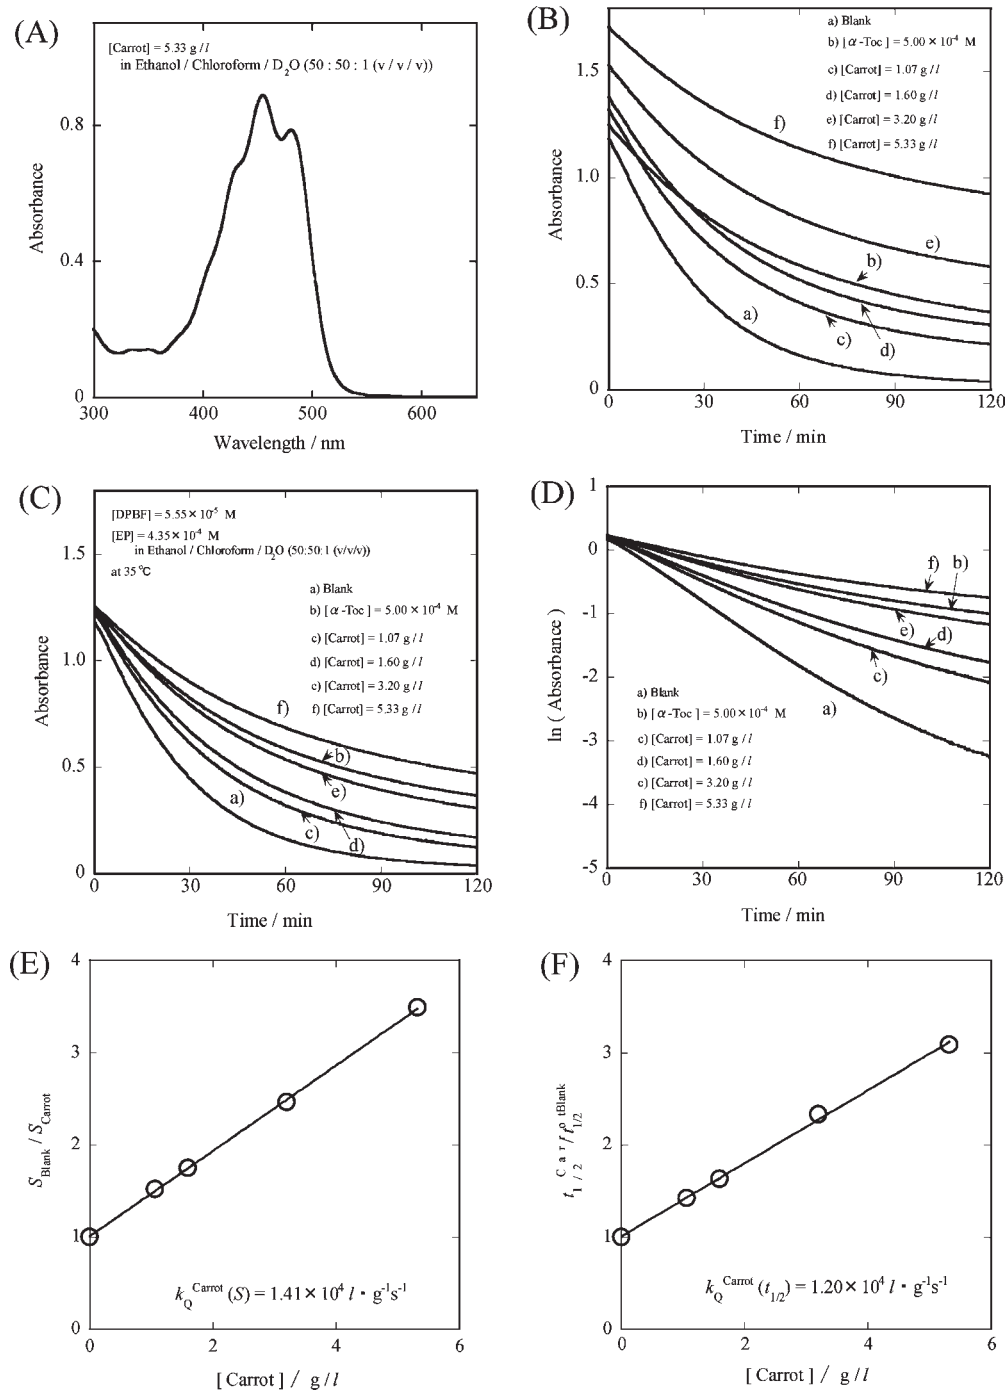 (A)
[Carrot] = 5.33 g / l
in Ethanol / Chloroform / D2O (50 : 50 : 1 (v / v / v))
0.8
0.4
0
Absorbance
300
400
500
600
Wavelength / nm
(B)
a) Blank
b) [ α-Toc ] = 5.00 × 10-4 M
c) [Carrot] = 1.07 g / l
d) [Carrot] = 1.60 g / l
e) [Carrot] = 3.20 g / l
f) [Carrot] = 5.33 g / l
1.5
1.0
0.5
0
Absorbance
f)
e)
b)
a)
c)
d)
0
30
60
90
120
Time / min
(C)
[DPBF] = 5.55 × 10-5 M
[EP] = 4.35 × 10-4 M
in Ethanol / Chloroform / D2O (50:50:1 (v/v/v))
at 35 °C
a) Blank
b) [ α-Toc ] = 5.00 × 10-4 M
c) [Carrot] = 1.07 g / l
d) [Carrot] = 1.60 g / l
c) [Carrot] = 3.20 g / l
f) [Carrot] = 5.33 g / l
1.5
1.0
0.5
0
Absorbance
f)
b)
e)
a)
c)
d)
0
30
60
90
120
Time / min
(D)
1
0
-1
-2
-3
-4
-5
ln ( Absorbance )
f)
b)
e)
d)
c)
a)
a) Blank
b) [ α-Toc ] = 5.00 × 10-4 M
c) [Carrot] = 1.07 g / l
d) [Carrot] = 1.60 g / l
c) [Carrot] = 3.20 g / l
f) [Carrot] = 5.33 g / l
0
30
60
90
120
Time / min
(E)
4
3
2
1
0
SBlank / SCarrot
kQCarrot (S) = 1.41 × 104 l・g-1s-1
0
2
4
6
[ Carrot ] / g / l
(F)
4
3
2
1
0
t1/2Carrot / t1/2Blank
kQCarrot (t1/2) = 1.20 × 104 l・g-1s-1
0
2
4
6
[ Carrot ] / g / l